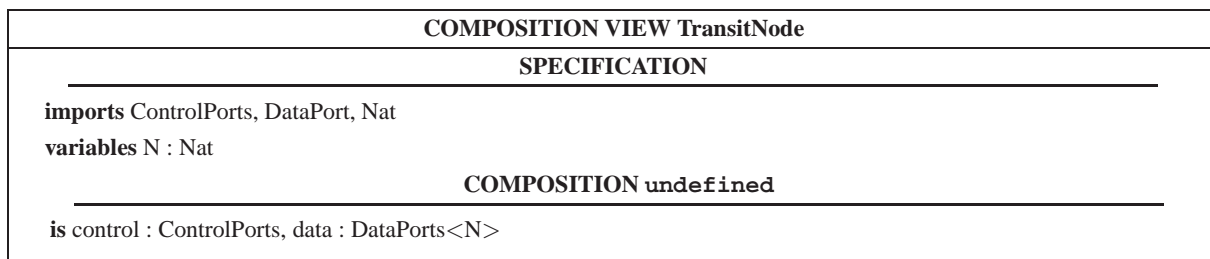 COMPOSITION VIEW TransitNode
SPECIFICATION
imports ControlPorts, DataPort, Nat
variables N : Nat
COMPOSITION undefined
is control : ControlPorts, data : DataPorts<N>